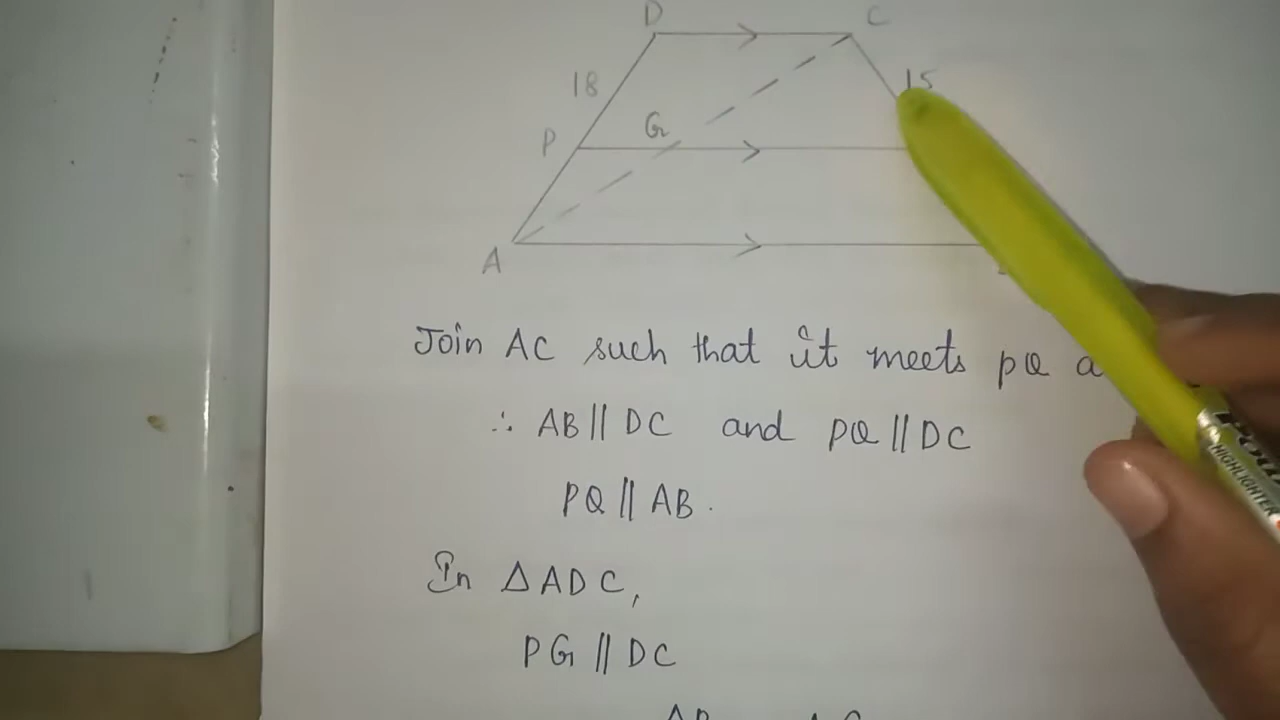 D C
18 15
P G
A
Join AC such that it meets PQ
∴ AB || DC and PQ || DC
PQ || AB.
In △ADC,
PG || DC
HIGHLIGHTER